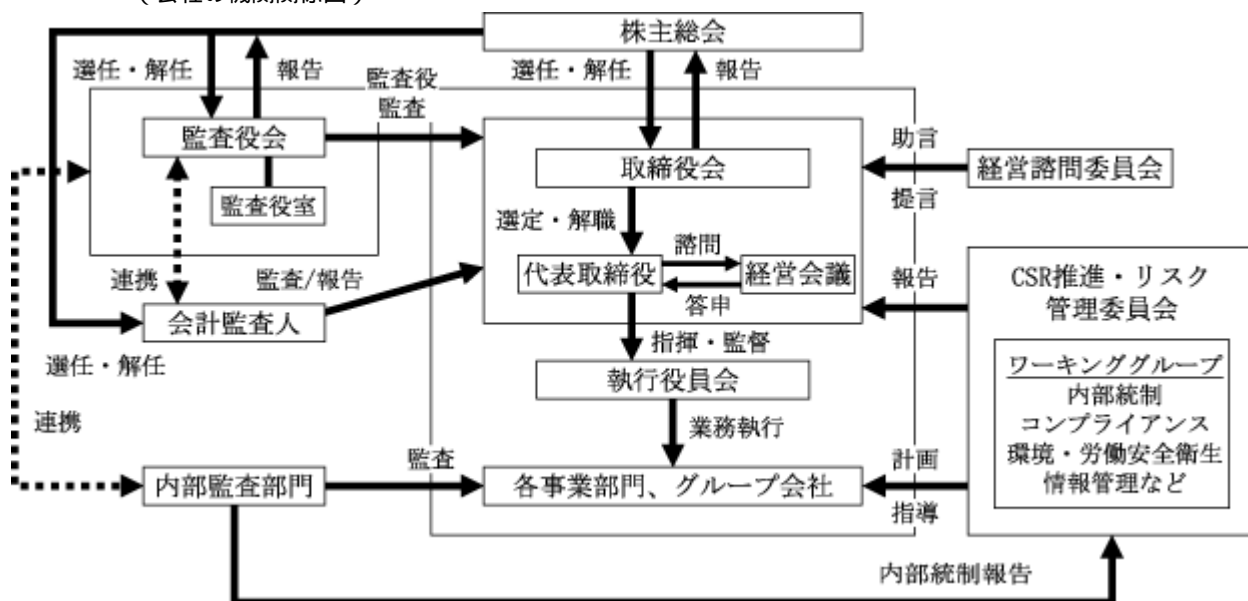 (会社の機関関係図)
株主総会
選任・解任
報告
監査役
監査
選任・解任
報告
監査役会
監査役室
取締役会
助言
提言
経営諮問委員会
選定・解職
諮問
代表取締役
経営会議
答申
連携
監査/報告
会計監査人
選任・解任
報告
CSR推進・リスク
管理委員会
ワーキンググループ
内部統制
コンプライアンス
環境・労働安全衛生
情報管理など
指揮・監督
執行役員会
連携
業務執行
内部監査部門
監査
各事業部門、グループ会社
計画
指導
内部統制報告